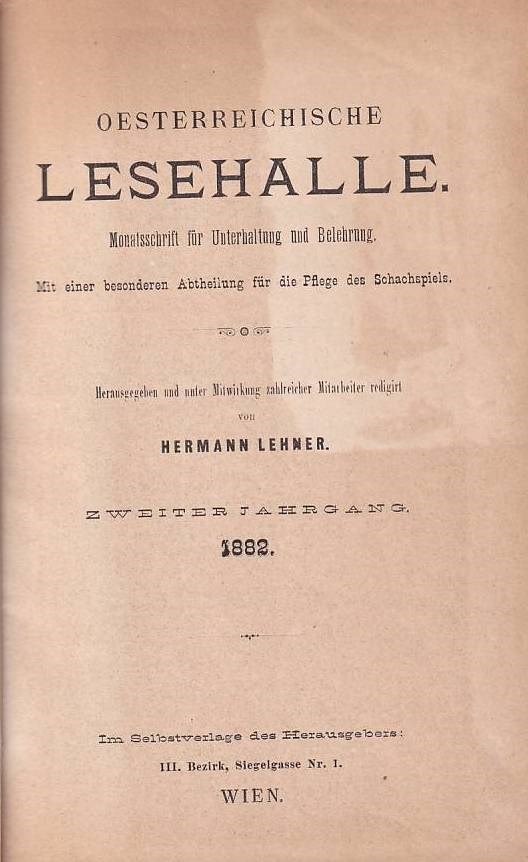 OESTERREICHISCHE
LESEHALLE.
Monatsschrift für Unterhaltung und Belehrung.
Mit einer besonderen Abtheilung für die Pflege des Schachspiels.
Herausgegeben und unter Mitwirkung zahlreicher Mitarbeiter redigirt
von
HERMANN LEHNER.
ZWEITER JAHRGANG.
1882.
Im Selbstverlage des Herausgebers:
III. Bezirk, Siegelgasse Nr. 1.
WIEN.